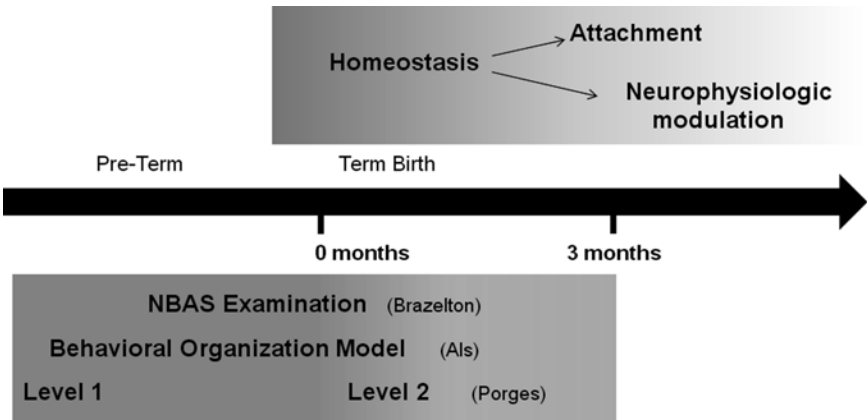 Attachment
Homeostasis
Neurophysiologic
modulation
Pre-Term Term Birth
0 months 3 months
NBAS Examination (Brazelton)
Behavioral Organization Model (Als)
Level 1 Level 2 (Porges)